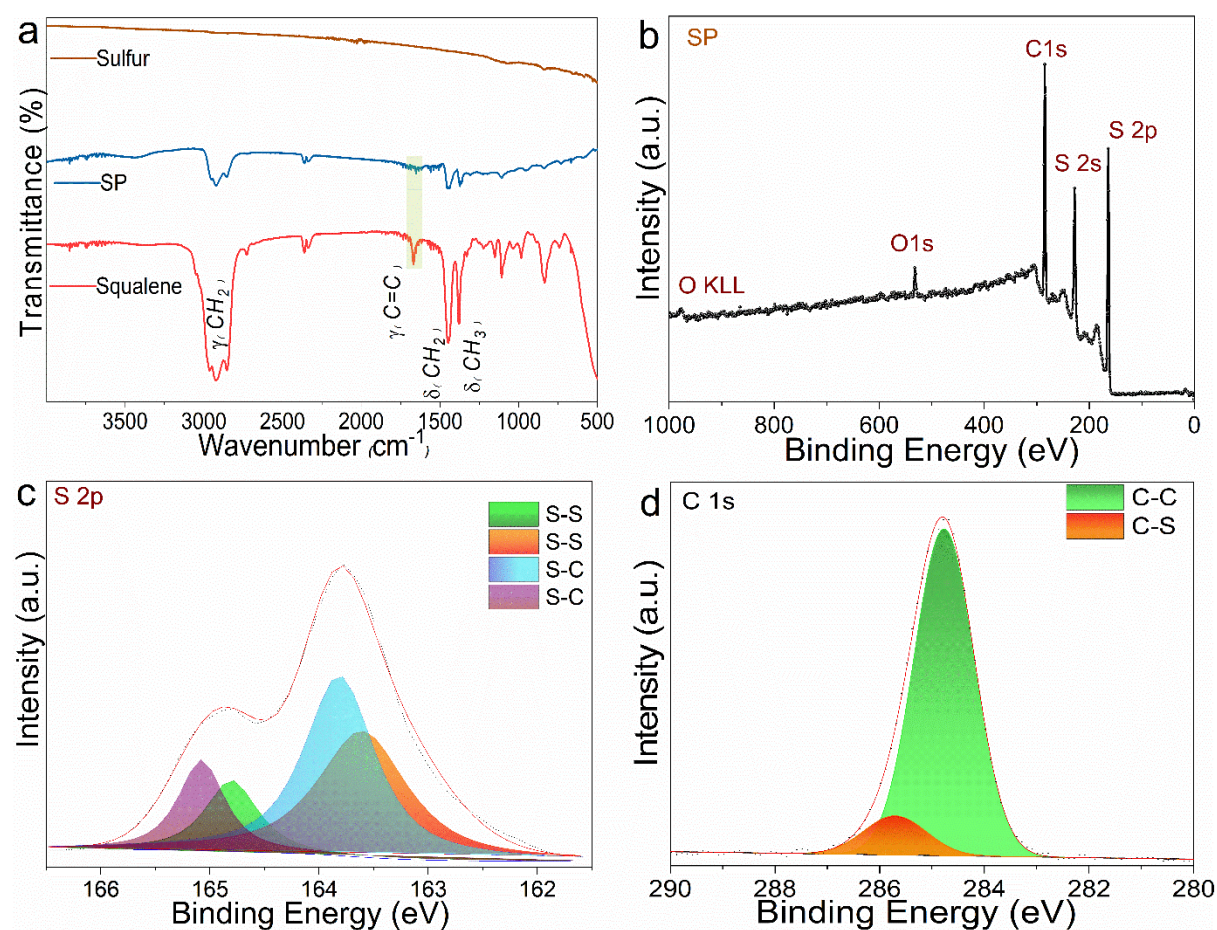 a
Sulfur
SP
Squalene
γ(CH2)
γ(C=C)
δ(CH2)
δ(CH3)
Transmittance (%)
3500 3000 2500 2000 1500 1000 500
Wavenumber (cm-1)
b
SP
C1s
S 2p
S 2s
O1s
O KLL
Intensity (a.u.)
1000 800 600 400 200 0
Binding Energy (eV)
c
S 2p
S-S
S-S
S-C
S-C
Intensity (a.u.)
166 165 164 163 162
Binding Energy (eV)
d
C 1s
C-C
C-S
Intensity (a.u.)
290 288 286 284 282 280
Binding Energy (eV)